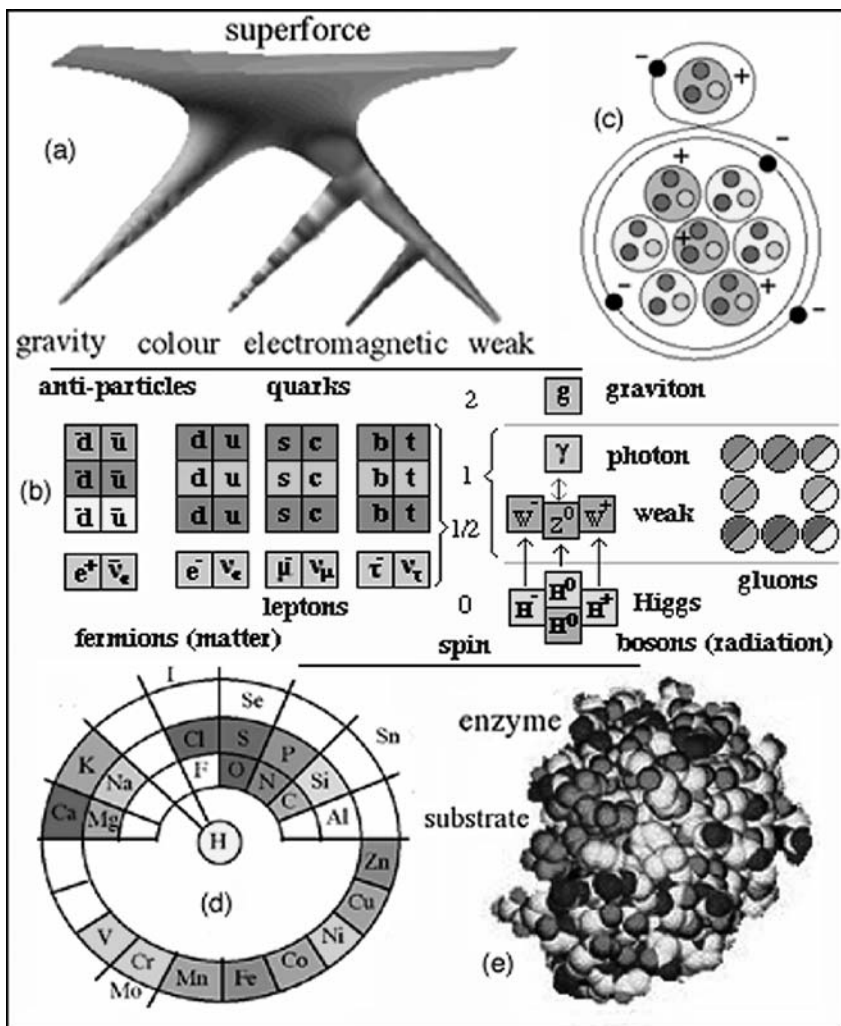 superforce
(a)
gravity colour electromagnetic weak
- +
(c)
-
+
+
-
+
-
anti-particles quarks
2 g graviton
(b)
d̄ ū d u s c b t
d̄ ū d u s c b t
d̄ ū d u s c b t
e⁺ ν̄e e⁻ νe μ⁻ νμ τ⁻ ντ
leptons
fermions (matter)
1 γ photon
1/2 W⁻ Z⁰ W⁺ weak
gluons
0 H⁻ H⁰ H⁺ Higgs
H⁰
spin bosons (radiation)
I
Se
Sn
Cl S P
K Na F O N Si
C
Ca Mg Al
H
(d)
Zn
Cu
Ni
V Cr Mn Fe Co
Mo
enzyme
substrate
(e)